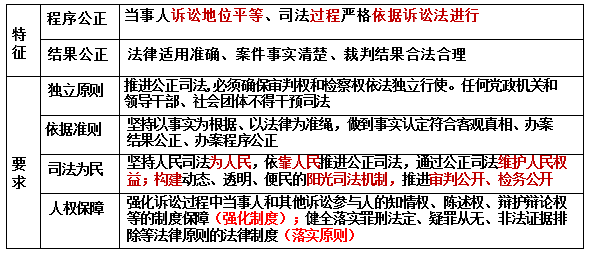 特征
程序公正
当事人诉讼地位平等、司法过程严格依据诉讼法进行
结果公正
法律适用准确、案件事实清楚、裁判结果合法合理
要求
独立原则
推进公正司法,必须确保审判权和检察权依法独立行使。任何党政机关和
领导干部、社会团体不得干预司法
依据准则
坚持以事实为根据、以法律为准绳，做到事实认定符合客观真相、办案
结果公正、办案程序公正
司法为民
坚持人民司法为人民，依靠人民推进公正司法，通过公正司法维护人民权
益；构建动态、透明、便民的阳光司法机制，推进审判公开、检务公开
人权保障
强化诉讼过程中当事人和其他诉讼参与人的知情权、陈述权、辩护辩论权
等的制度保障（强化制度）；健全落实罪刑法定、疑罪从无、非法证据排
除等法律原则的法律制度（落实原则）